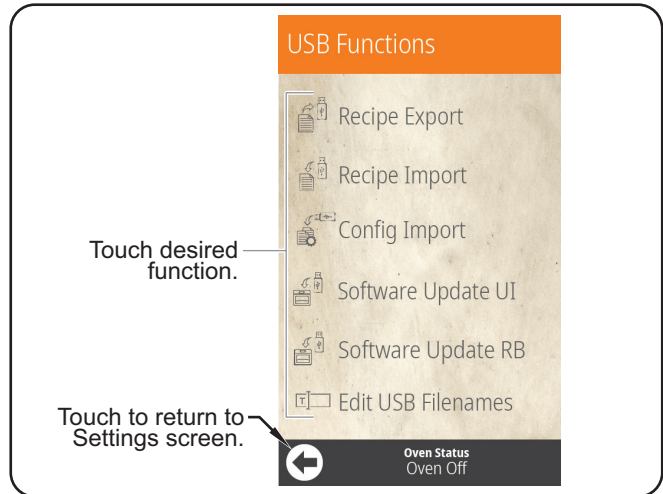 USB Functions
Recipe Export
Recipe Import
Config Import
Touch desired
function.
Software Update UI
Software Update RB
Edit USB Filenames
Touch to return to
Settings screen.
Oven Status
Oven Off